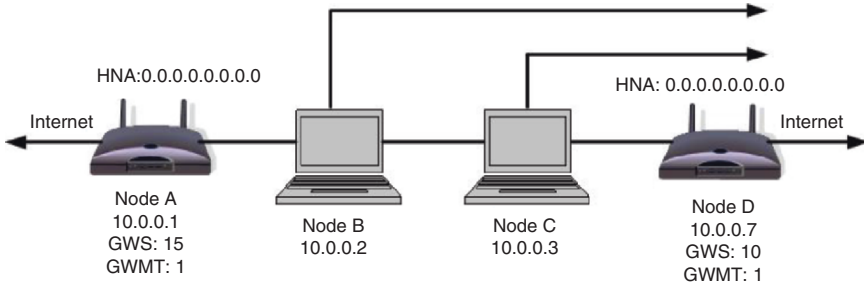 HNA:0.0.0.0.0.0.0.0
HNA: 0.0.0.0.0.0.0.0
Internet
Internet
Node A
10.0.0.1
GWS: 15
GWMT: 1
Node B
10.0.0.2
Node C
10.0.0.3
Node D
10.0.0.7
GWS: 10
GWMT: 1